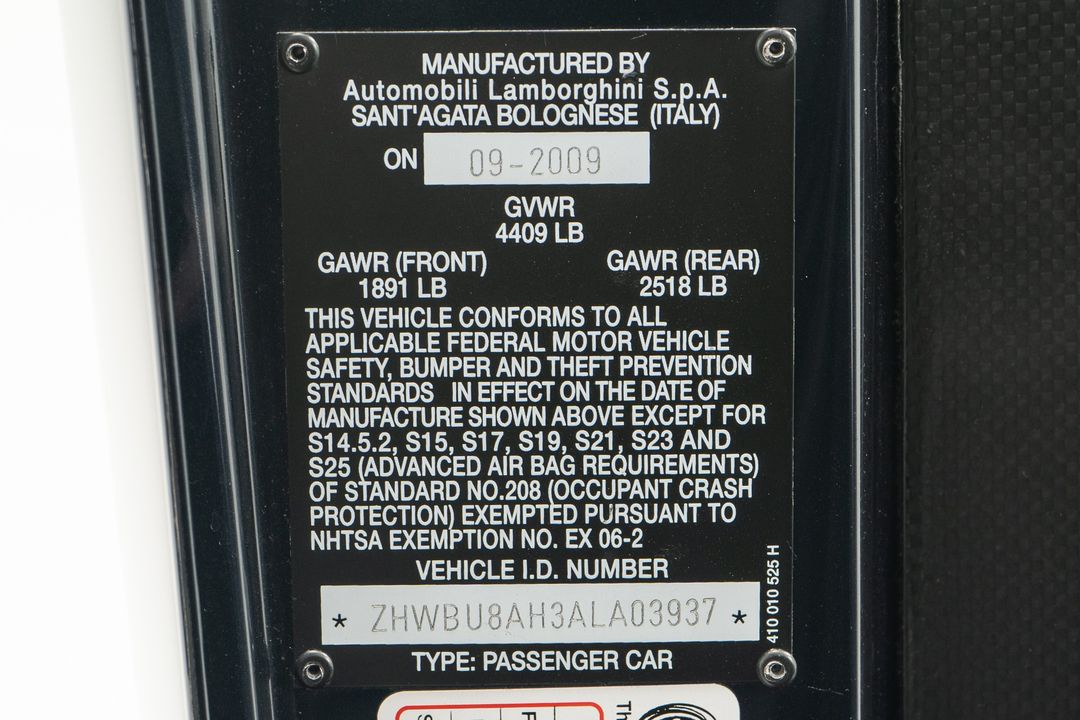 MANUFACTURED BY
Automobili Lamborghini S.p.A.
SANT'AGATA BOLOGNESE (ITALY)
ON 09-2009
GVWR
4409 LB
GAWR (FRONT) GAWR (REAR)
1891 LB 2518 LB
THIS VEHICLE CONFORMS TO ALL
APPLICABLE FEDERAL MOTOR VEHICLE
SAFETY, BUMPER AND THEFT PREVENTION
STANDARDS IN EFFECT ON THE DATE OF
MANUFACTURE SHOWN ABOVE EXCEPT FOR
S14.5.2, S15, S17, S19, S21, S23 AND
S25 (ADVANCED AIR BAG REQUIREMENTS)
OF STANDARD NO.208 (OCCUPANT CRASH
PROTECTION) EXEMPTED PURSUANT TO
NHTSA EXEMPTION NO. EX 06-2
VEHICLE I.D. NUMBER
* ZHWBU8AH3ALA03937 *
TYPE: PASSENGER CAR
410 010 525 H